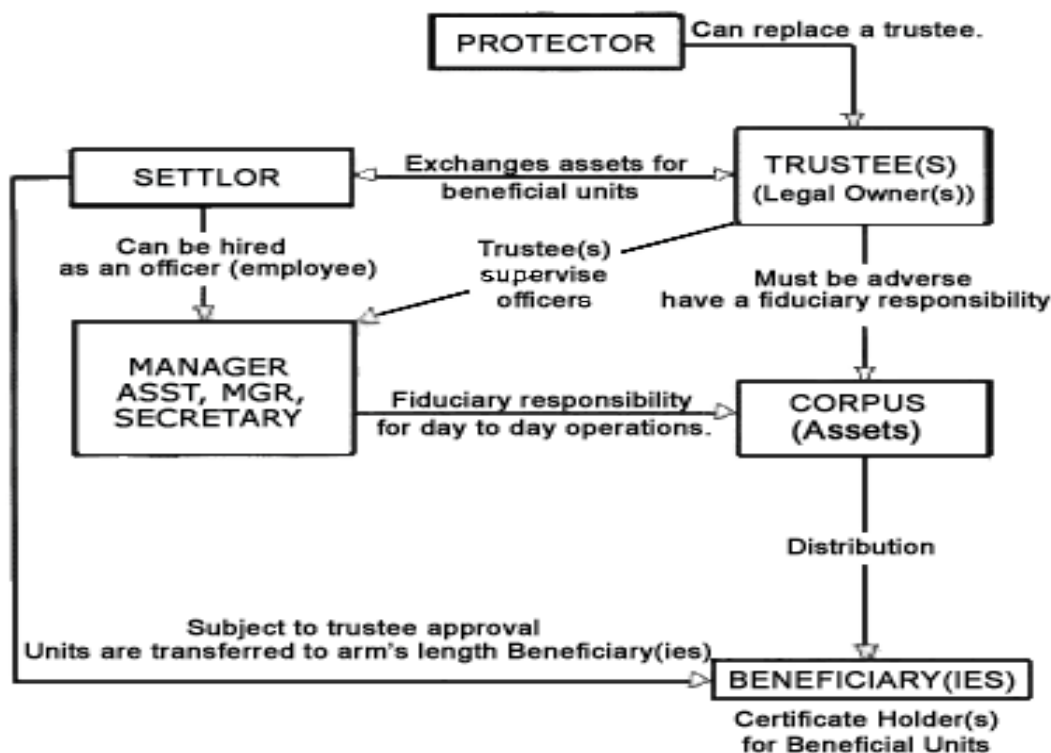 PROTECTOR
Can replace a trustee.
TRUSTEE(S)
(Legal Owner(s))
SETTLOR
Exchanges assets for
beneficial units
Can be hired
as an officer (employee)
Trustee(s)
supervise
officers
Must be adverse
have a fiduciary responsibility
MANAGER
ASST, MGR,
SECRETARY
Fiduciary responsibility
for day to day operations.
CORPUS
(Assets)
Distribution
Subject to trustee approval
Units are transferred to arm's length Beneficiary(ies)
BENEFICIARY(IES)
Certificate Holder(s)
for Beneficial Units